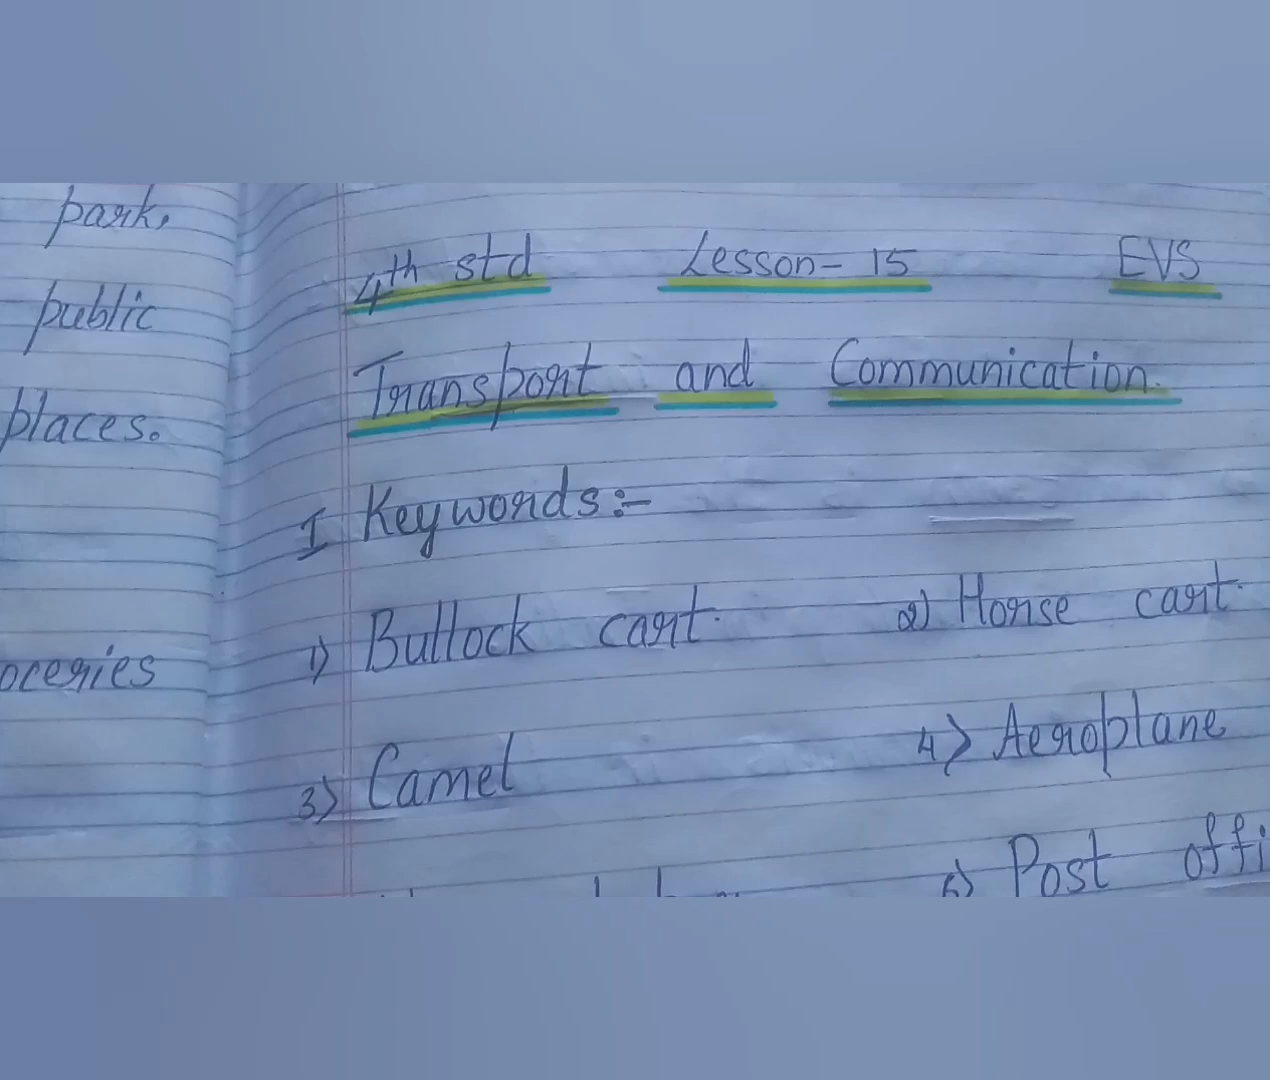 park,
public
places.
oceries
4th std Lesson- 15 EVS
Transport and Communication.
I Keywords:-
1) Bullock cart. 2) Horse cart.
3) Camel 4) Aeroplane
6) Post offi